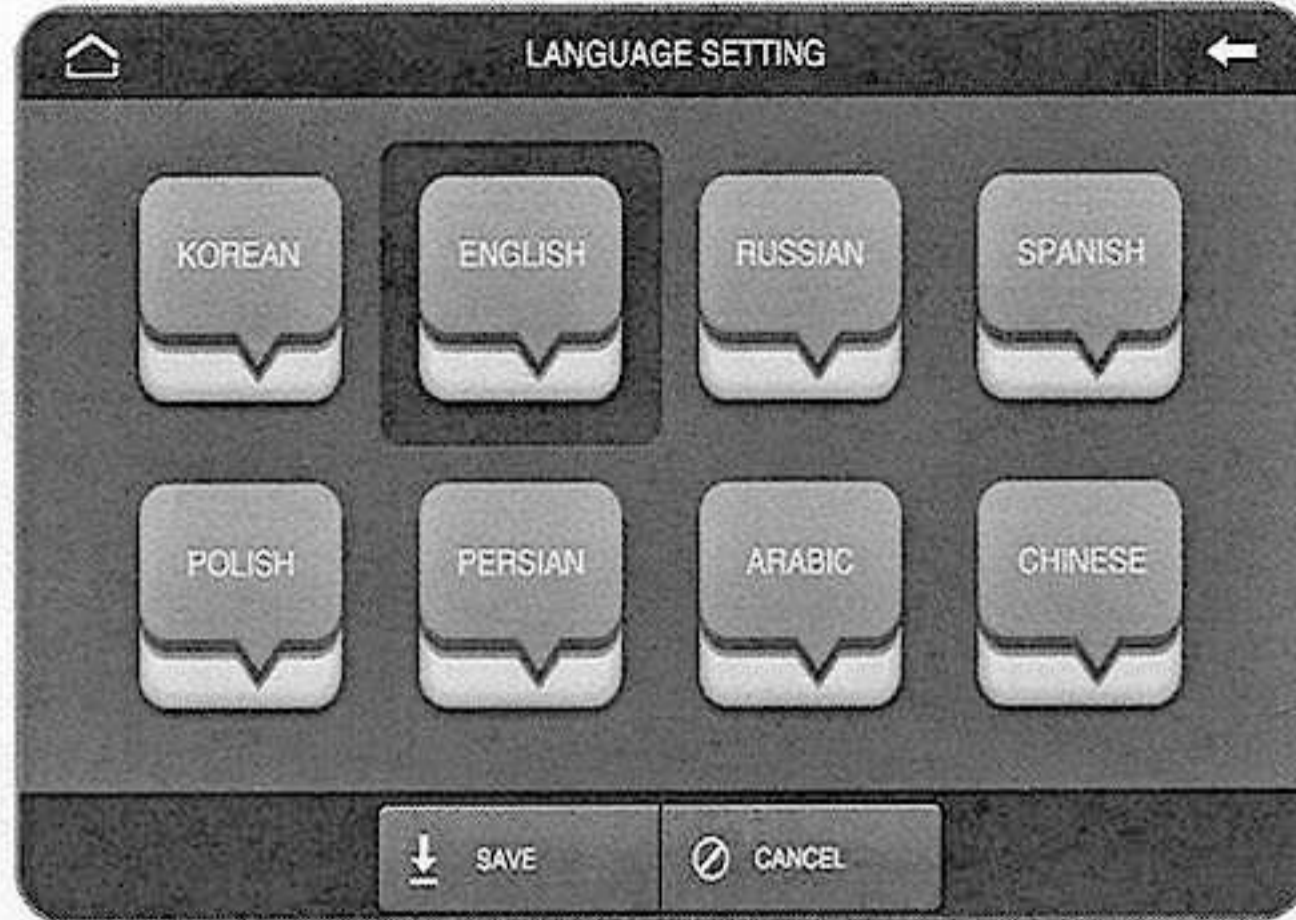 LANGUAGE SETTING
KOREAN ENGLISH RUSSIAN SPANISH
POLISH PERSIAN ARABIC CHINESE
SAVE CANCEL